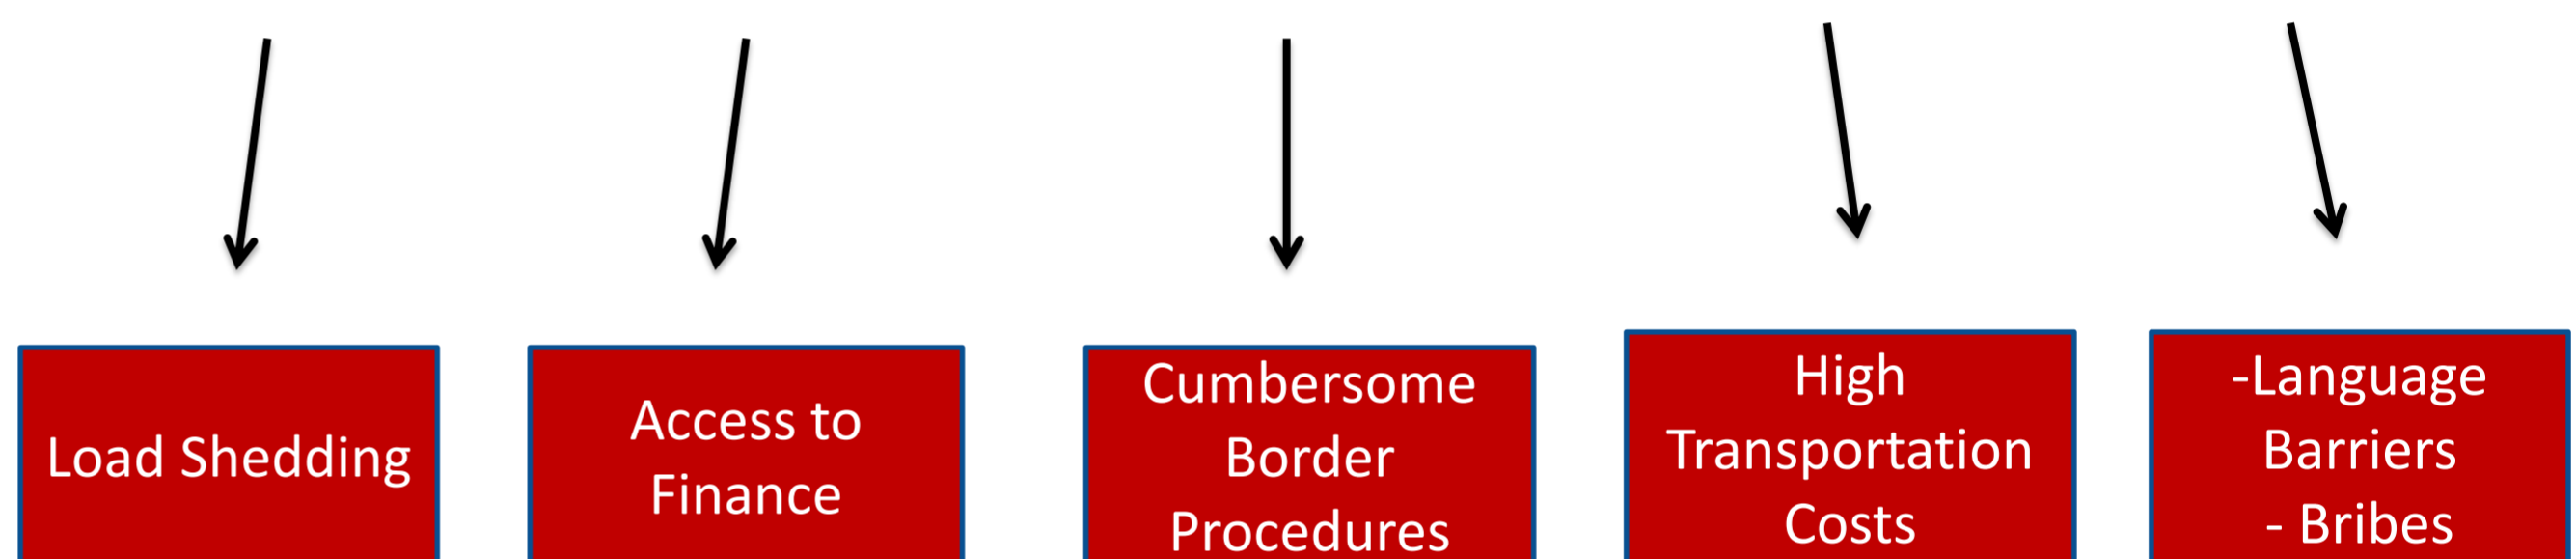 Load Shedding
Access to
Finance
Cumbersome
Border
Procedures
High
Transportation
Costs
-Language
Barriers
- Bribes